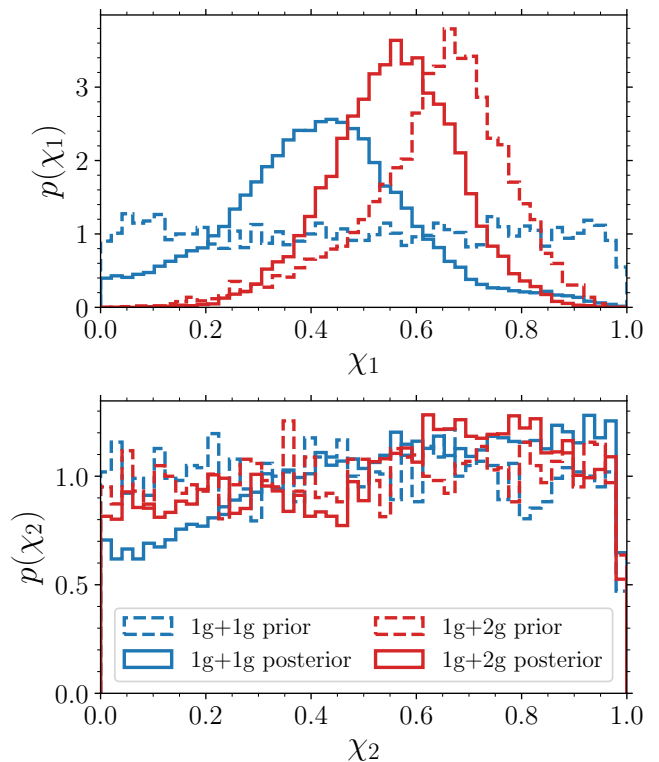 3
2
1
0
p(χ₁)
0.0 0.2 0.4 0.6 0.8 1.0
χ₁
1.0
0.5
0.0
p(χ₂)
1g+1g prior 1g+2g prior
1g+1g posterior 1g+2g posterior
0.0 0.2 0.4 0.6 0.8 1.0
χ₂